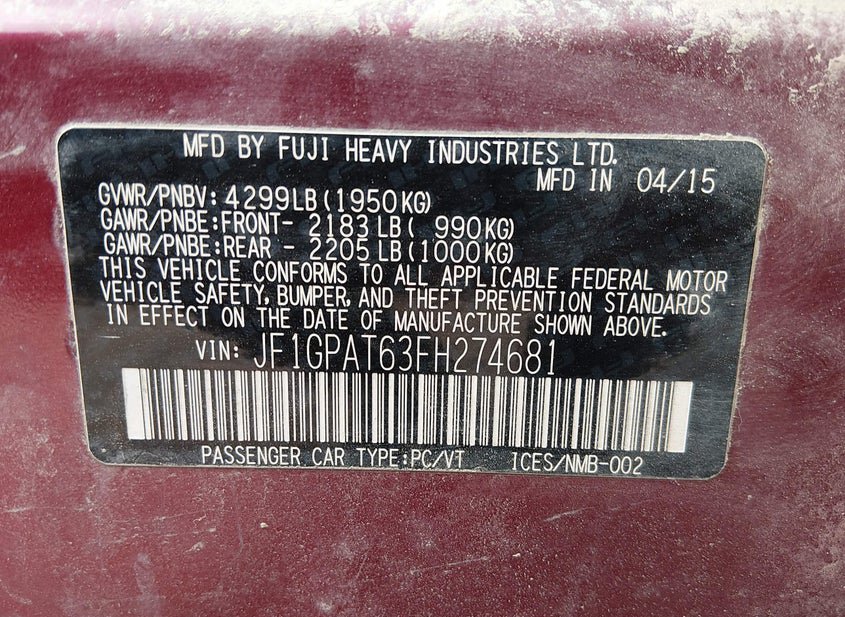 MFD BY FUJI HEAVY INDUSTRIES LTD.
MFD IN 04/15
GVWR/PNBV: 4299LB(1950KG)
GAWR/PNBE:FRONT- 2183LB( 990KG)
GAWR/PNBE:REAR - 2205LB(1000KG)
THIS VEHICLE CONFORMS TO ALL APPLICABLE FEDERAL MOTOR
VEHICLE SAFETY, BUMPER, AND THEFT PREVENTION STANDARDS
IN EFFECT ON THE DATE OF MANUFACTURE SHOWN ABOVE.
VIN: JF1GPAT63FH274681
PASSENGER CAR TYPE:PC/VT ICES/NMB-002